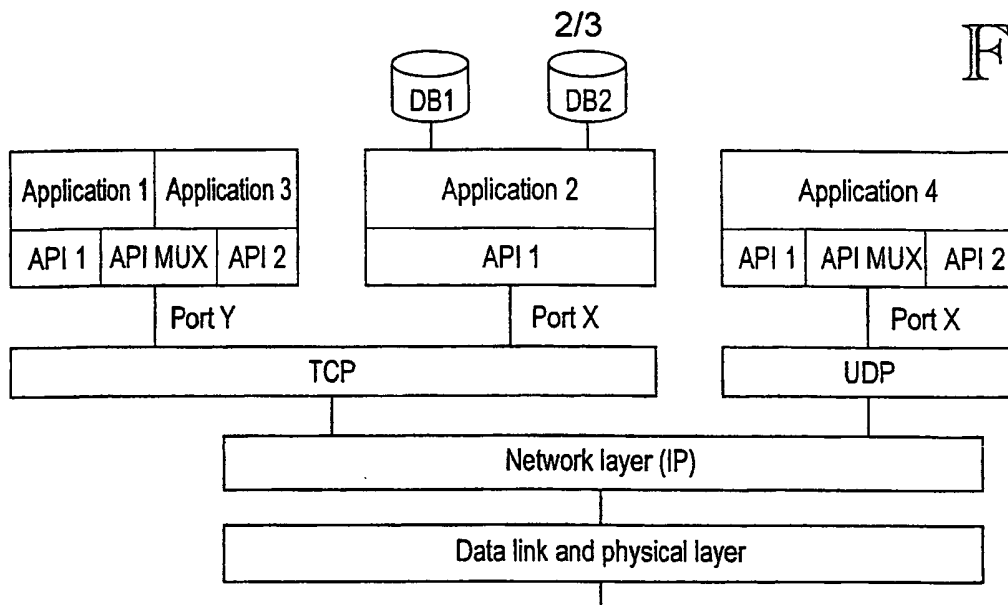 2/3
F
DB1 DB2
Application 1 Application 3 Application 2 Application 4
API 1 API MUX API 2 API 1 API 1 API MUX API 2
Port Y Port X Port X
TCP UDP
Network layer (IP)
Data link and physical layer